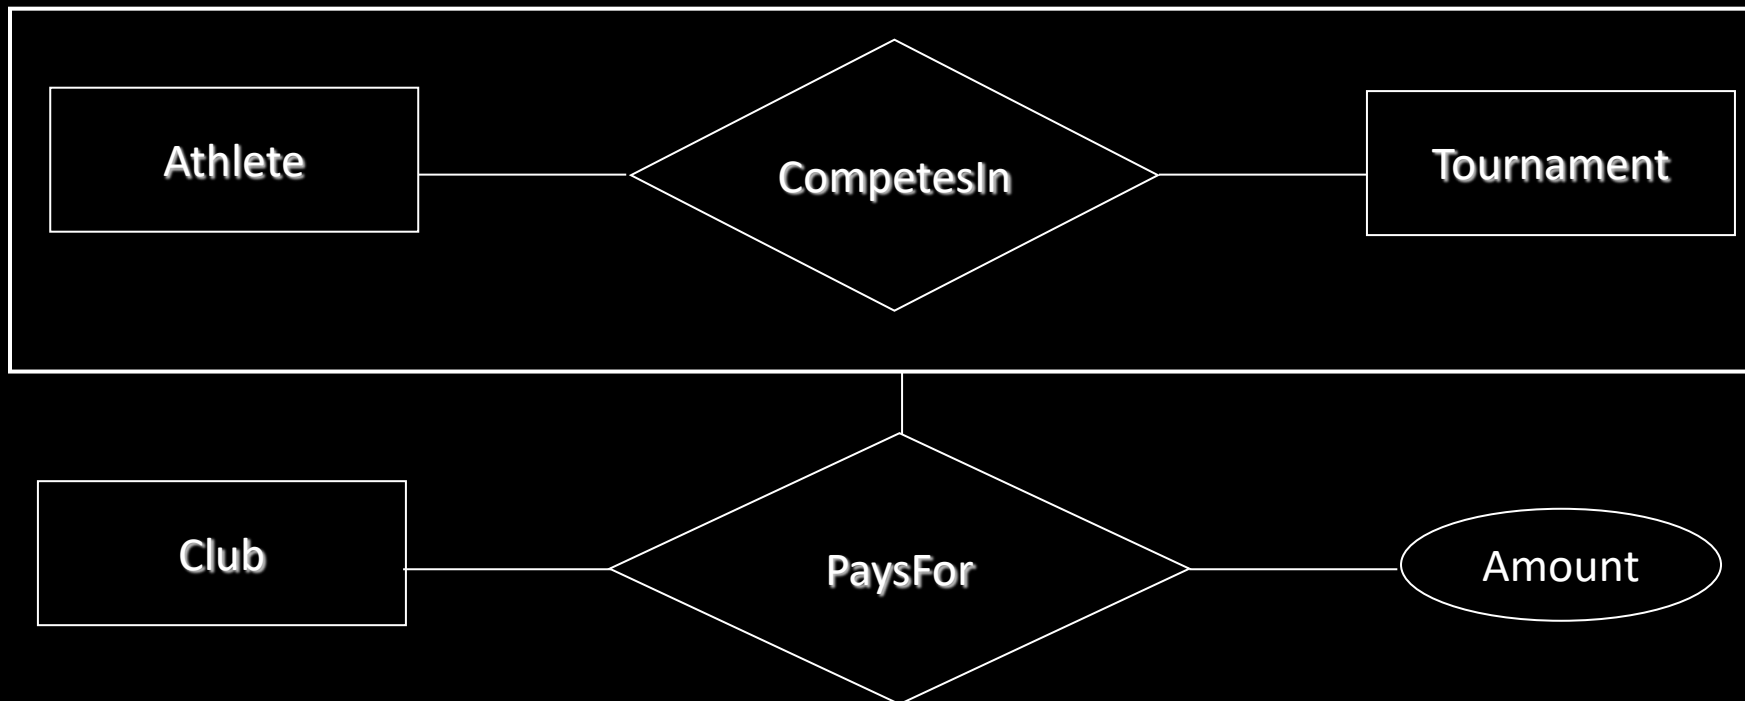 Athlete
CompetesIn
Tournament
Club
PaysFor
Amount